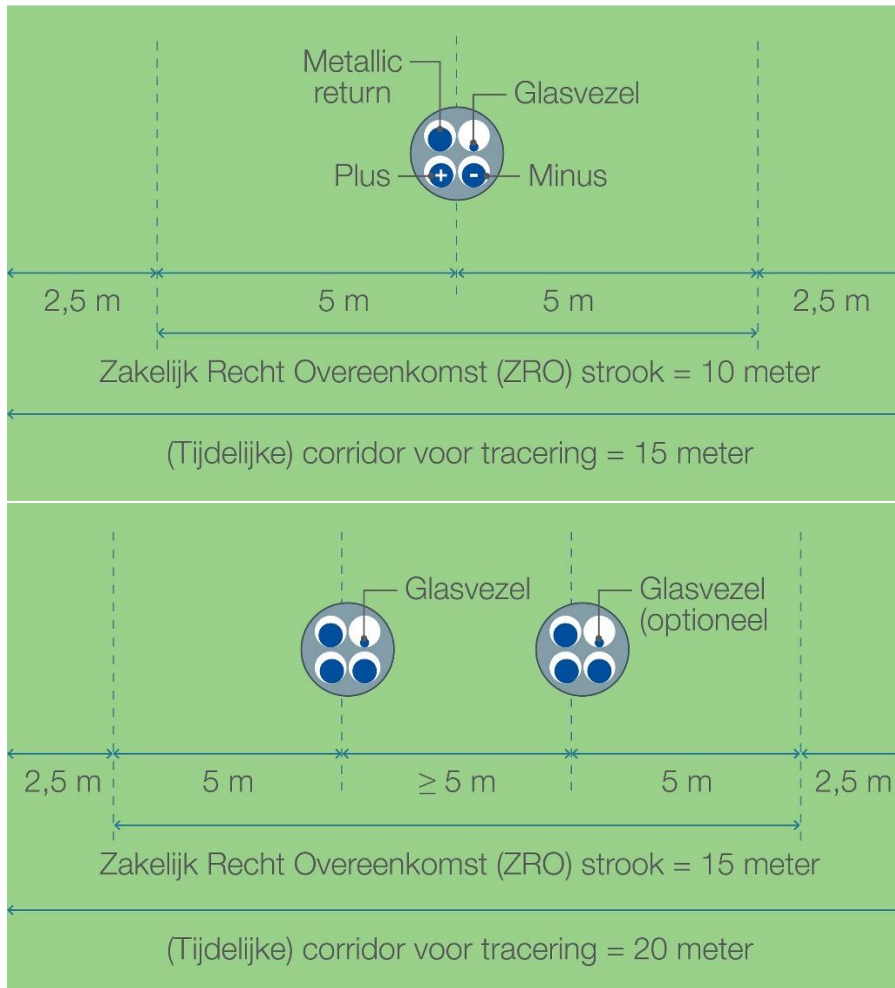 Metallic
return
Glasvezel
Plus
+
-
Minus
2,5 m
5 m
5 m
2,5 m
Zakelijk Recht Overeenkomst (ZRO) strook = 10 meter
(Tijdelijke) corridor voor tracering = 15 meter
Glasvezel
Glasvezel
(optioneel
2,5 m
5 m
≥ 5 m
5 m
2,5 m
Zakelijk Recht Overeenkomst (ZRO) strook = 15 meter
(Tijdelijke) corridor voor tracering = 20 meter